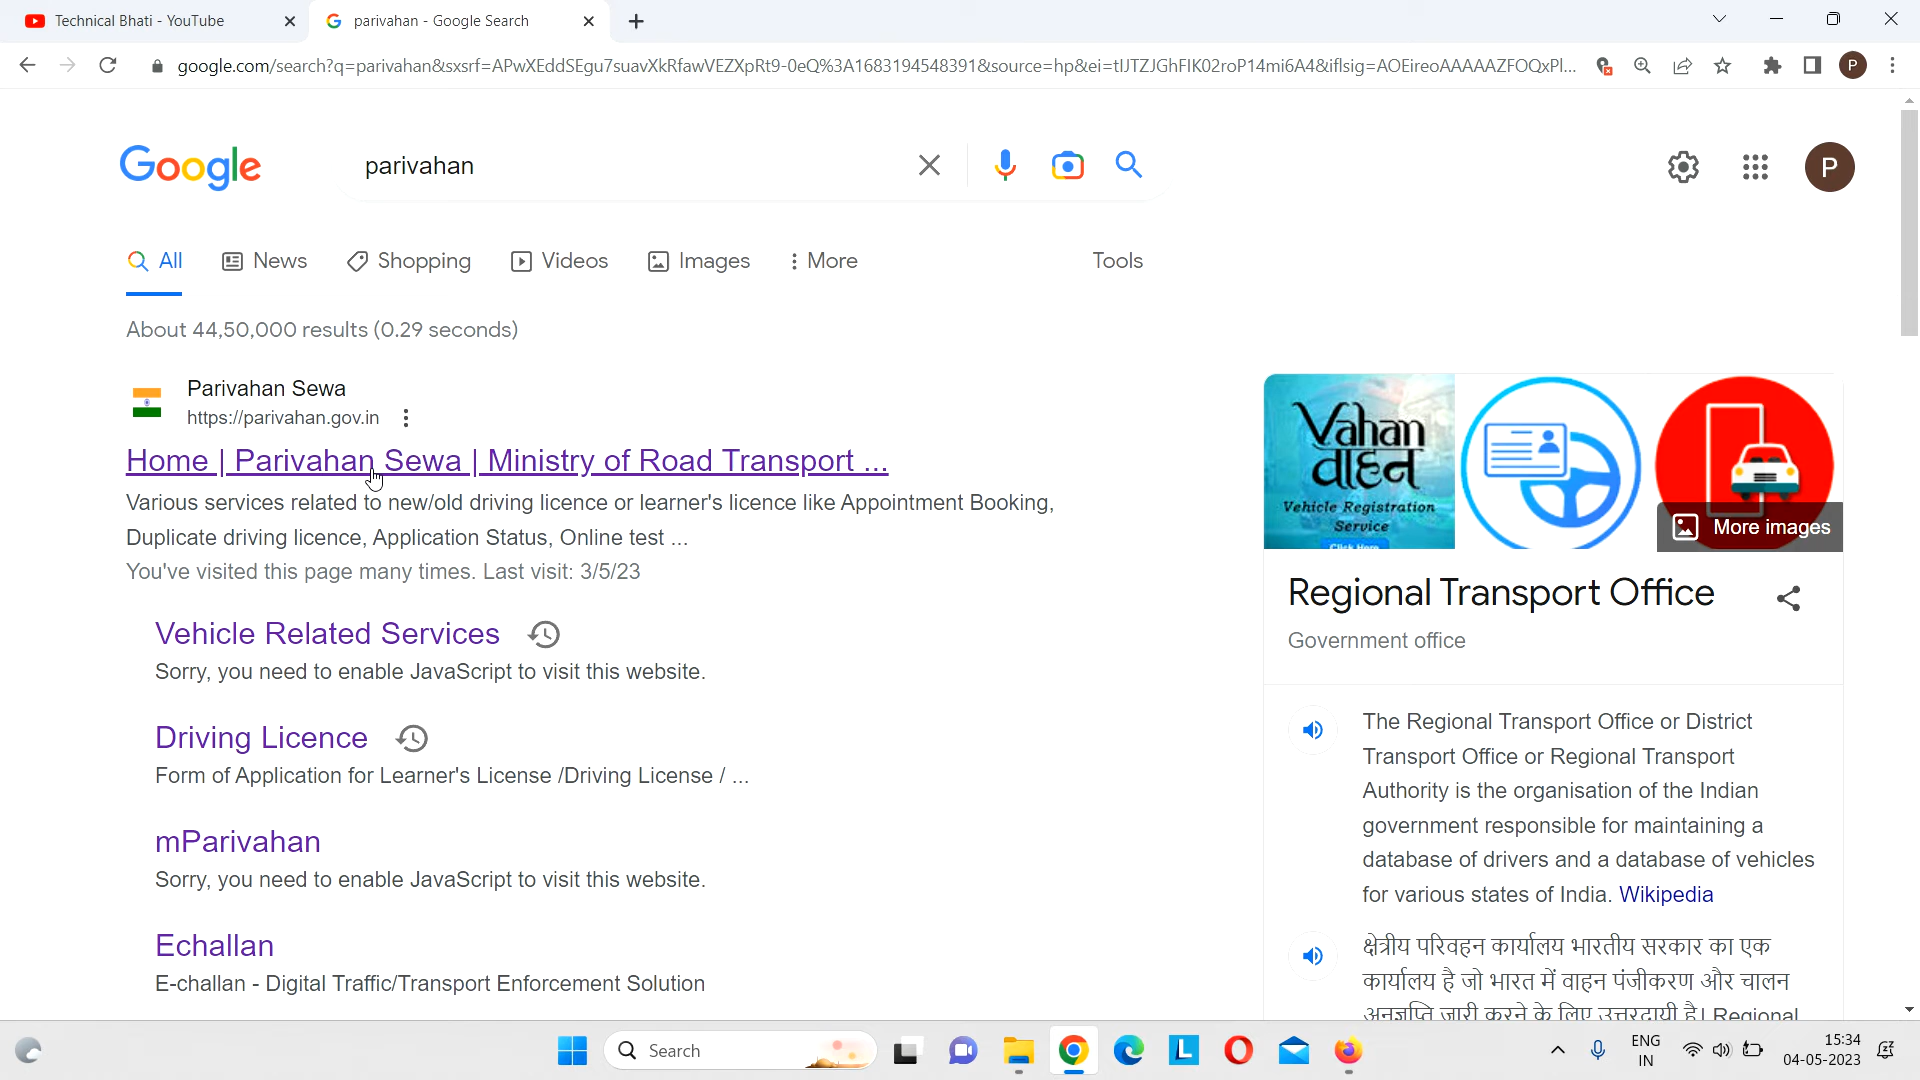 Technical Bhati - YouTube
parivahan - Google Search
google.com/search?q=parivahan&sxsrf=APwXEddSEgu7suavXkRfawVEZXpRt9-0eQ%3A1683194548391&source=hp&ei=tIJTZJGhFIK02roP14mi6A4&iflsig=AOEireoAAAAAZFOQxPl...
P
Google
parivahan
P
All
News
Shopping
Videos
Images
More
Tools
About 44,50,000 results (0.29 seconds)
Parivahan Sewa
https://parivahan.gov.in
Home | Parivahan Sewa | Ministry of Road Transport ...
Various services related to new/old driving licence or learner's licence like Appointment Booking,
Duplicate driving licence, Application Status, Online test ...
You've visited this page many times. Last visit: 3/5/23
Vehicle Related Services
Sorry, you need to enable JavaScript to visit this website.
Driving Licence
Form of Application for Learner's License /Driving License / ...
mParivahan
Sorry, you need to enable JavaScript to visit this website.
Echallan
E-challan - Digital Traffic/Transport Enforcement Solution
Vahan
वाहन
Vehicle Registration
Service
Click Here
More images
Regional Transport Office
Government office
The Regional Transport Office or District
Transport Office or Regional Transport
Authority is the organisation of the Indian
government responsible for maintaining a
database of drivers and a database of vehicles
for various states of India. Wikipedia
क्षेत्रीय परिवहन कार्यालय भारतीय सरकार का एक
कार्यालय है जो भारत में वाहन पंजीकरण और चालन
अनुज्ञप्ति जारी करने के लिए उत्तरदायी है। Regional
Search
L
ENG
IN
15:34
04-05-2023